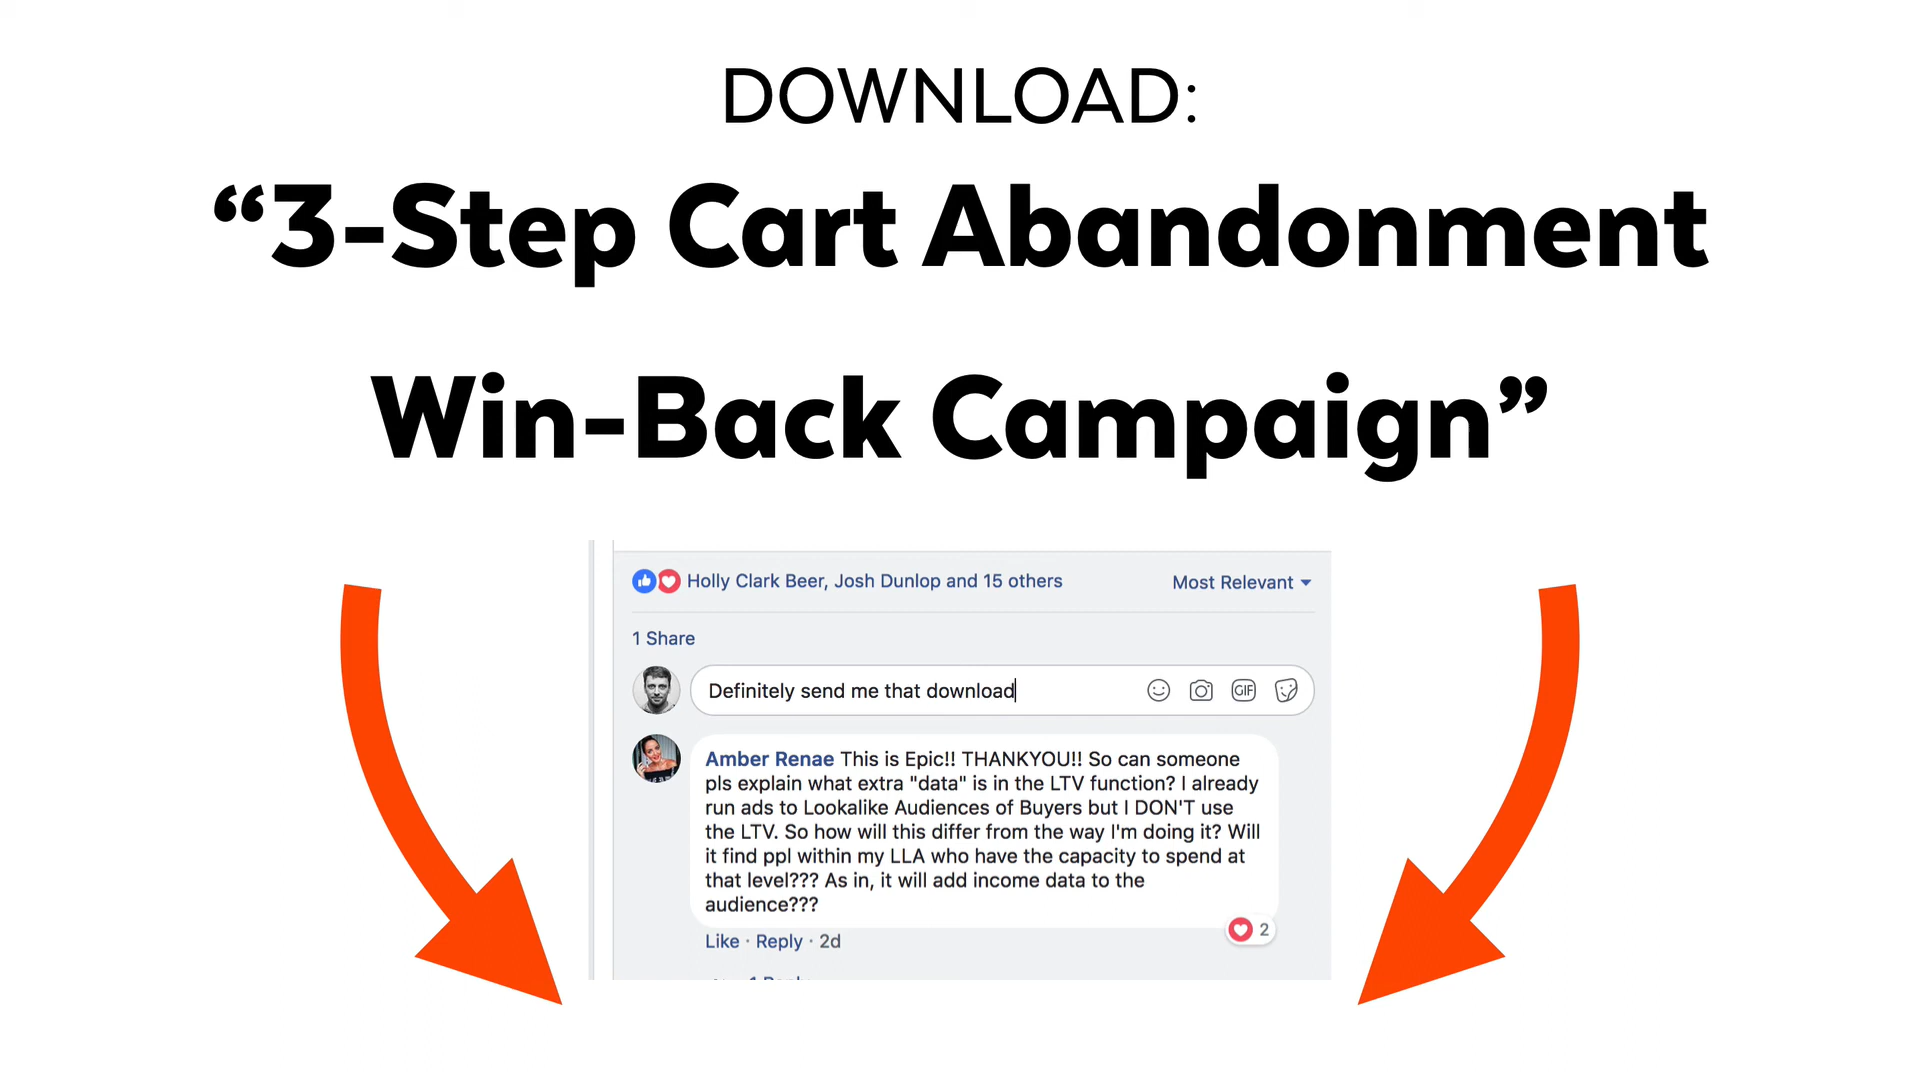 DOWNLOAD:
“3-Step Cart Abandonment
Win-Back Campaign”
Holly Clark Beer, Josh Dunlop and 15 others
Most Relevant
1 Share
Definitely send me that download
GIF
Amber Renae This is Epic!! THANKYOU!! So can someone
pls explain what extra "data" is in the LTV function? I already
run ads to Lookalike Audiences of Buyers but I DON'T use
the LTV. So how will this differ from the way I'm doing it? Will
it find ppl within my LLA who have the capacity to spend at
that level??? As in, it will add income data to the
audience???
2
Like · Reply · 2d